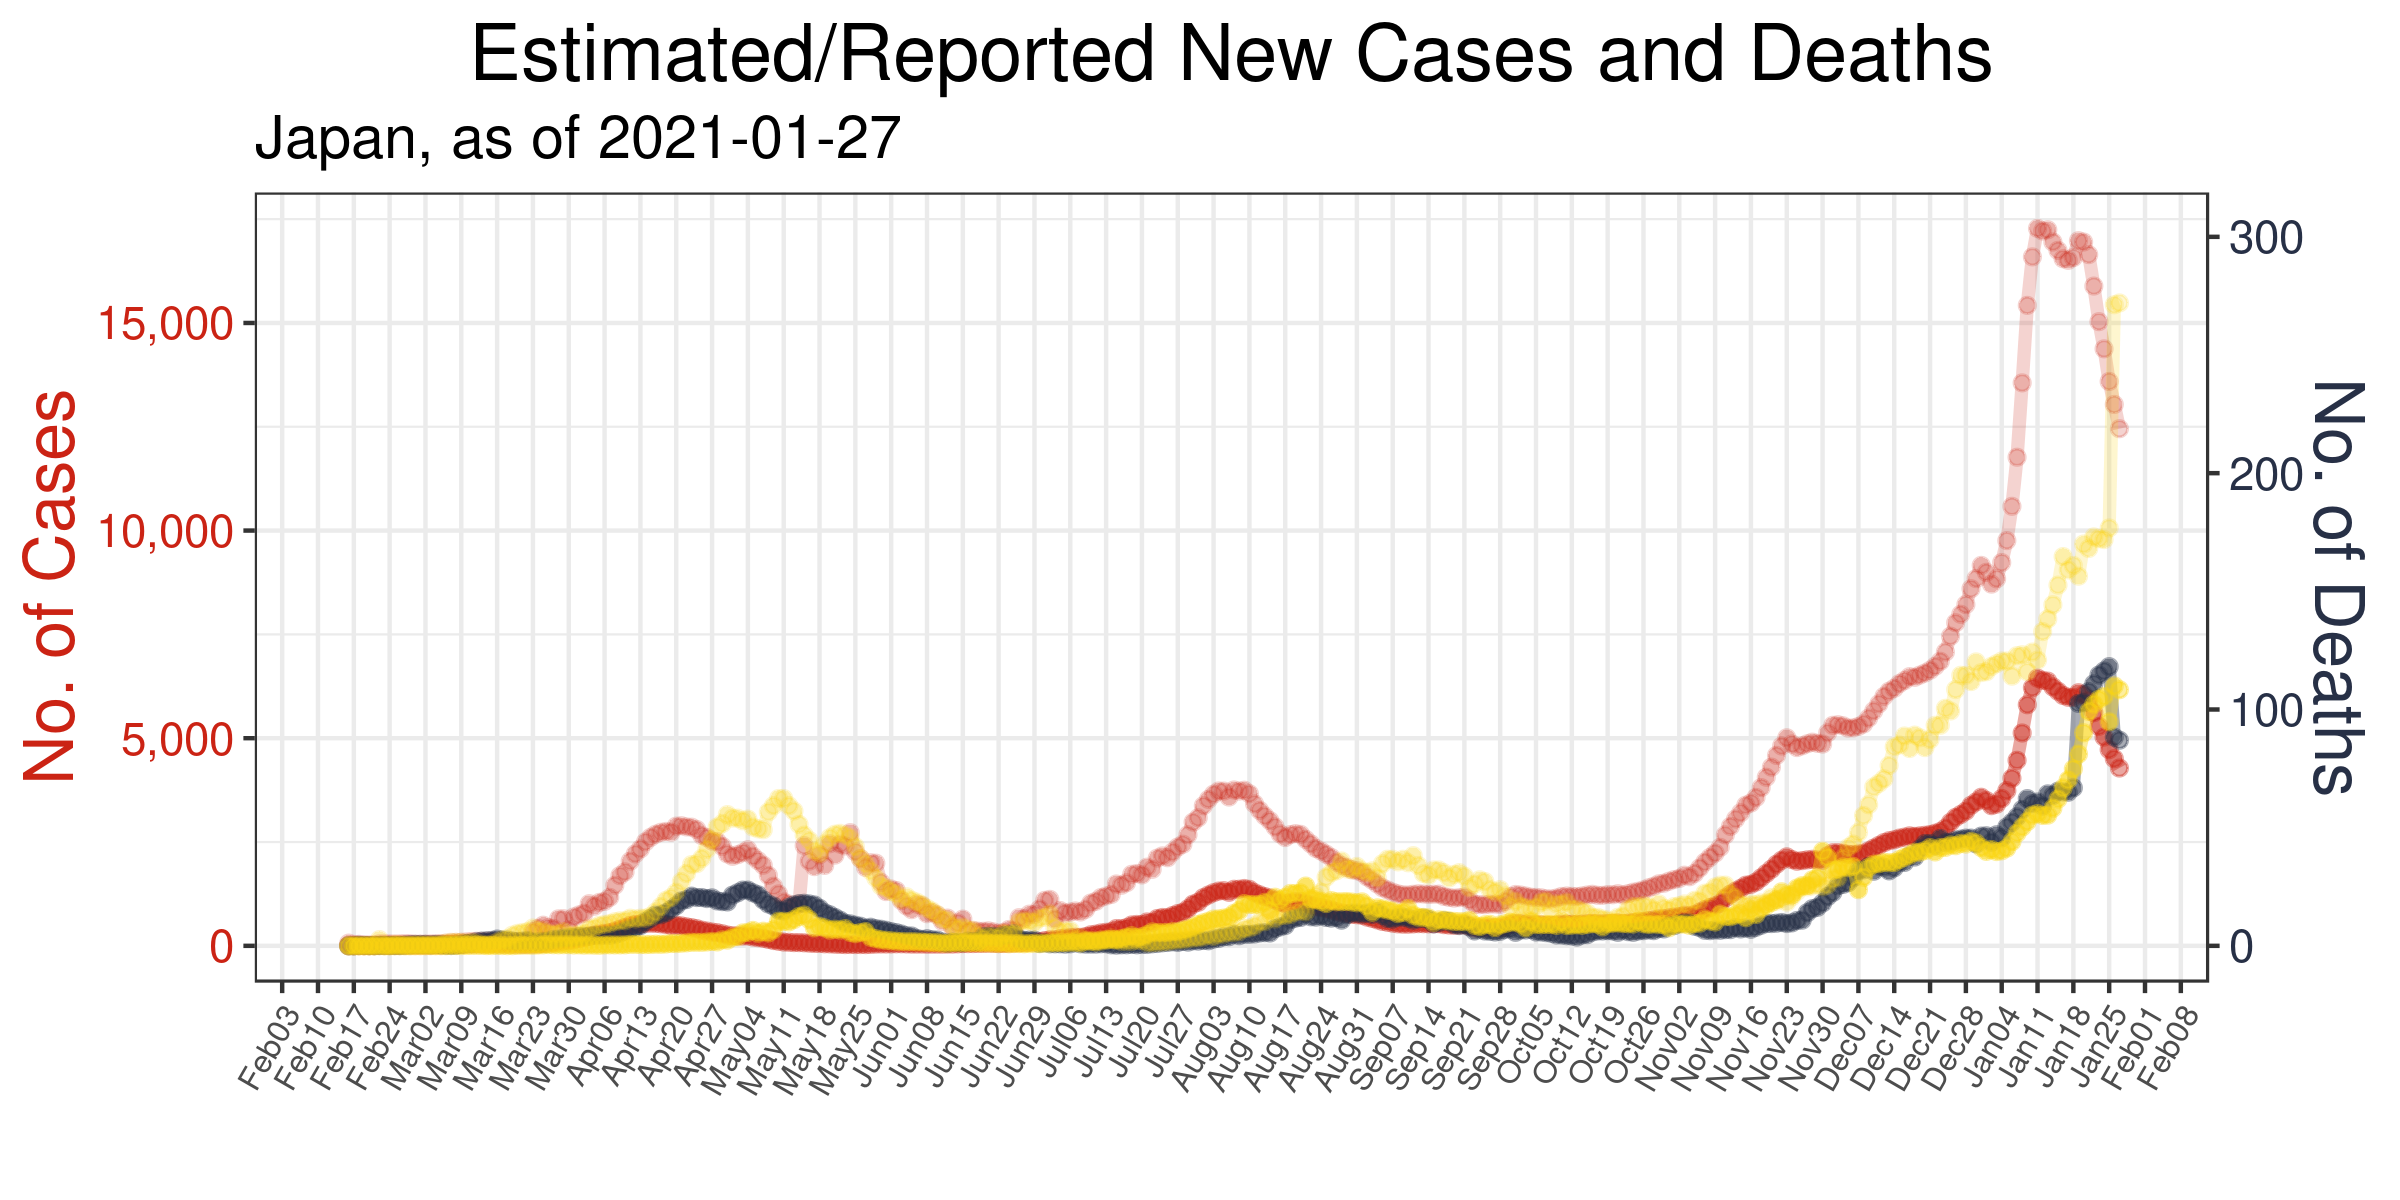 Estimated/Reported New Cases and Deaths
Japan, as of 2021-01-27
No. of Cases
15,000
10,000
5,000
0
300
200
100
0
No. of Deaths
Feb03
Feb10
Feb17
Feb24
Mar02
Mar09
Mar16
Mar23
Mar30
Apr06
Apr13
Apr20
Apr27
May04
May11
May18
May25
Jun01
Jun08
Jun15
Jun22
Jun29
Jul06
Jul13
Jul20
Jul27
Aug03
Aug10
Aug17
Aug24
Aug31
Sep07
Sep14
Sep21
Sep28
Oct05
Oct12
Oct19
Oct26
Nov02
Nov09
Nov16
Nov23
Nov30
Dec07
Dec14
Dec21
Dec28
Jan04
Jan11
Jan18
Jan25
Feb01
Feb08